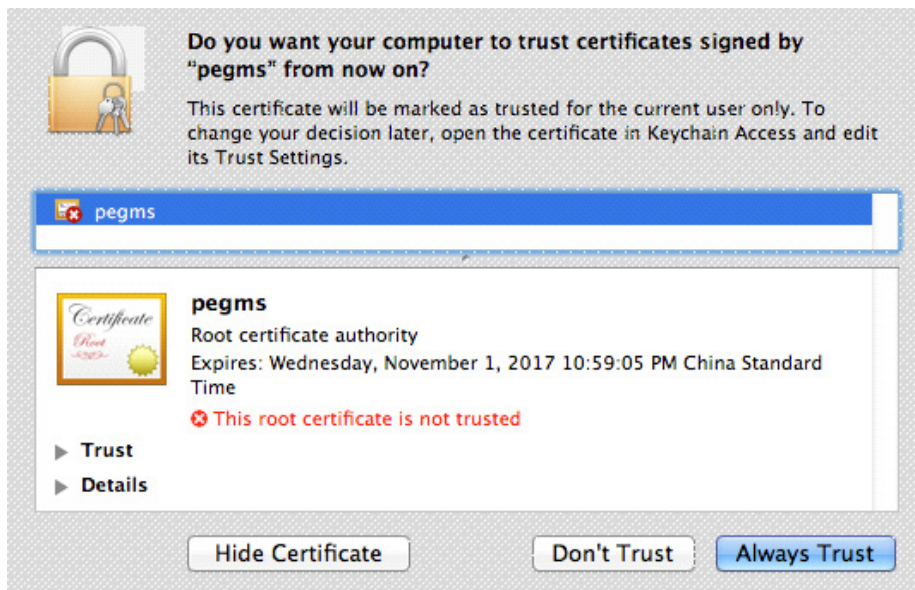 Do you want your computer to trust certificates signed by
“pegms” from now on?
This certificate will be marked as trusted for the current user only. To
change your decision later, open the certificate in Keychain Access and edit
its Trust Settings.
pegms
Certificate
Root
pegms
Root certificate authority
Expires: Wednesday, November 1, 2017 10:59:05 PM China Standard
Time
This root certificate is not trusted
Trust
Details
Hide Certificate
Don't Trust
Always Trust